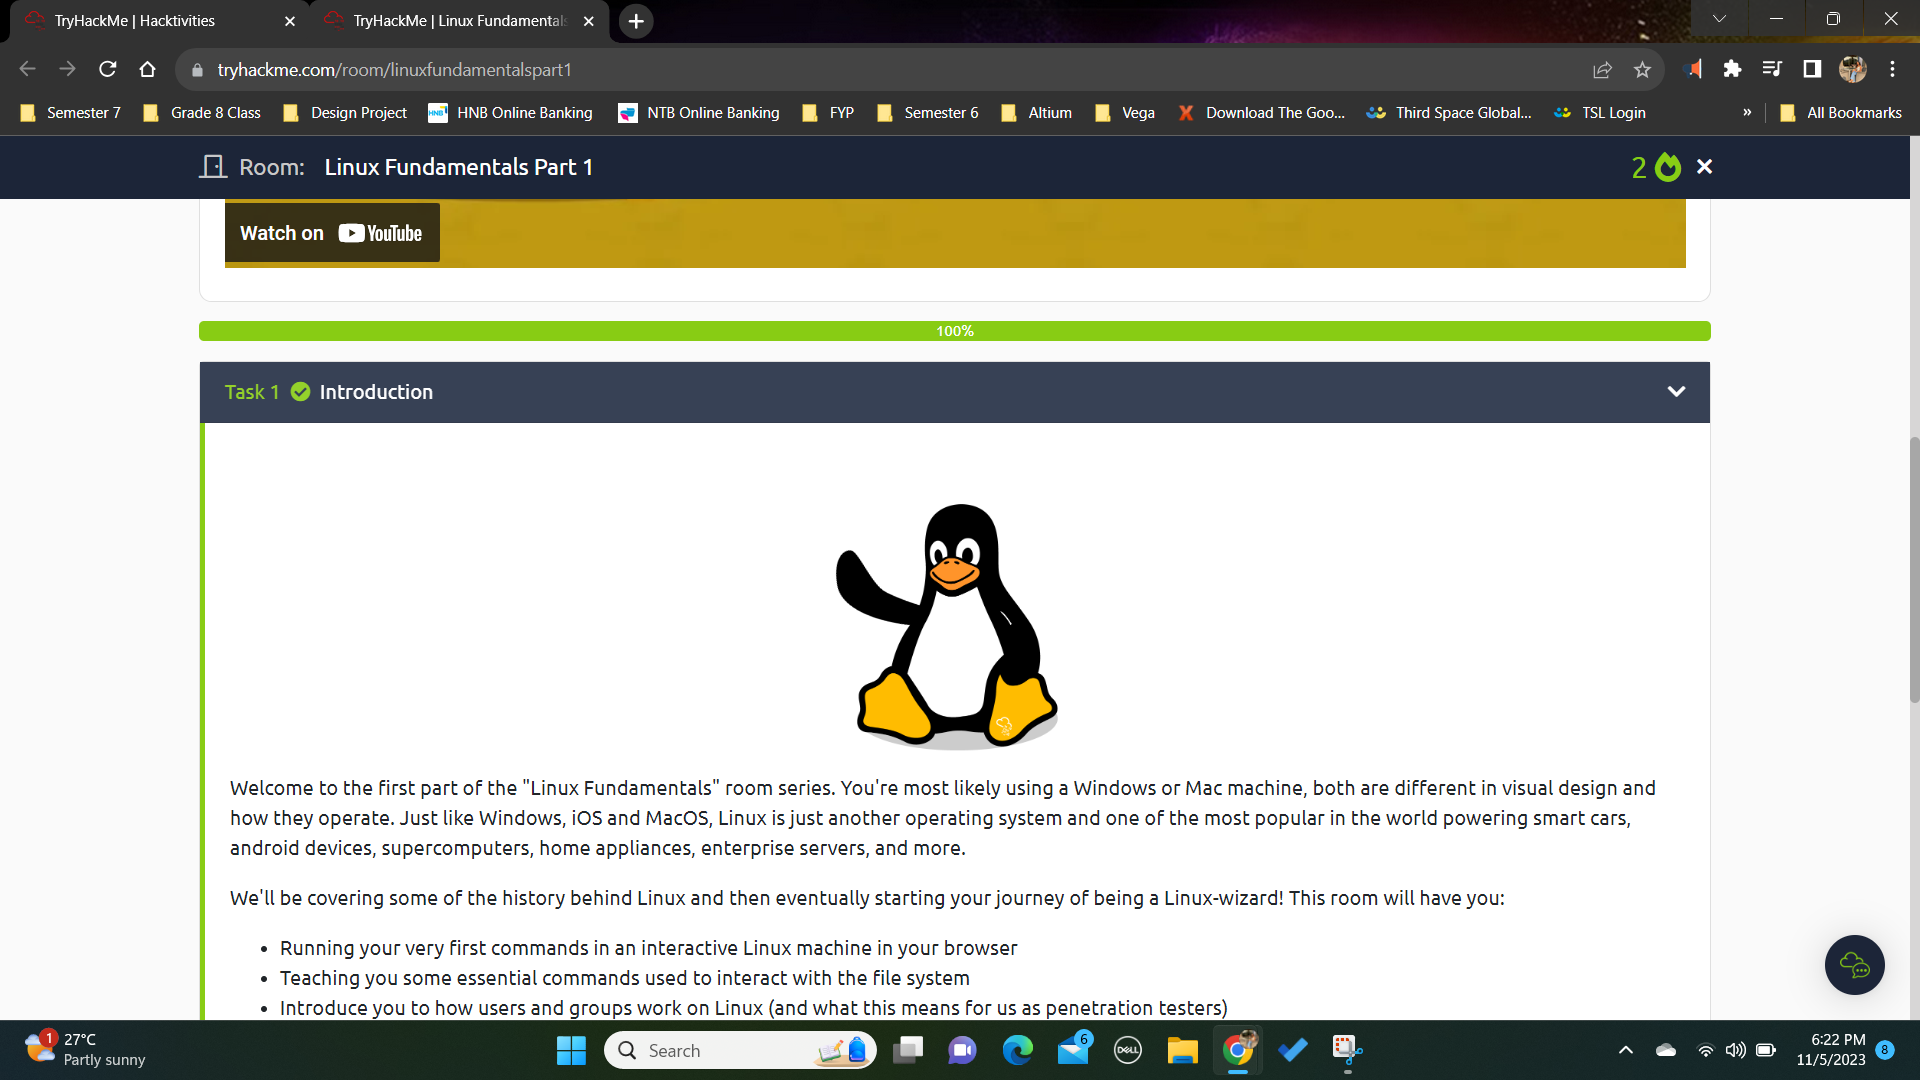 TryHackMe | Hacktivities
TryHackMe | Linux Fundamentals
tryhackme.com/room/linuxfundamentalspart1
Semester 7 Grade 8 Class Design Project HNB HNB Online Banking NTB Online Banking FYP Semester 6 Altium Vega Download The Goo... Third Space Global... TSL Login » All Bookmarks
Room: Linux Fundamentals Part 1 2
Watch on YouTube
100%
Task 1 Introduction
Welcome to the first part of the "Linux Fundamentals" room series. You're most likely using a Windows or Mac machine, both are different in visual design and
how they operate. Just like Windows, iOS and MacOS, Linux is just another operating system and one of the most popular in the world powering smart cars,
android devices, supercomputers, home appliances, enterprise servers, and more.
We'll be covering some of the history behind Linux and then eventually starting your journey of being a Linux-wizard! This room will have you:
• Running your very first commands in an interactive Linux machine in your browser
• Teaching you some essential commands used to interact with the file system
• Introduce you to how users and groups work on Linux (and what this means for us as penetration testers)
1 27°C
Partly sunny
Search
6
DELL
6:22 PM
11/5/2023
8